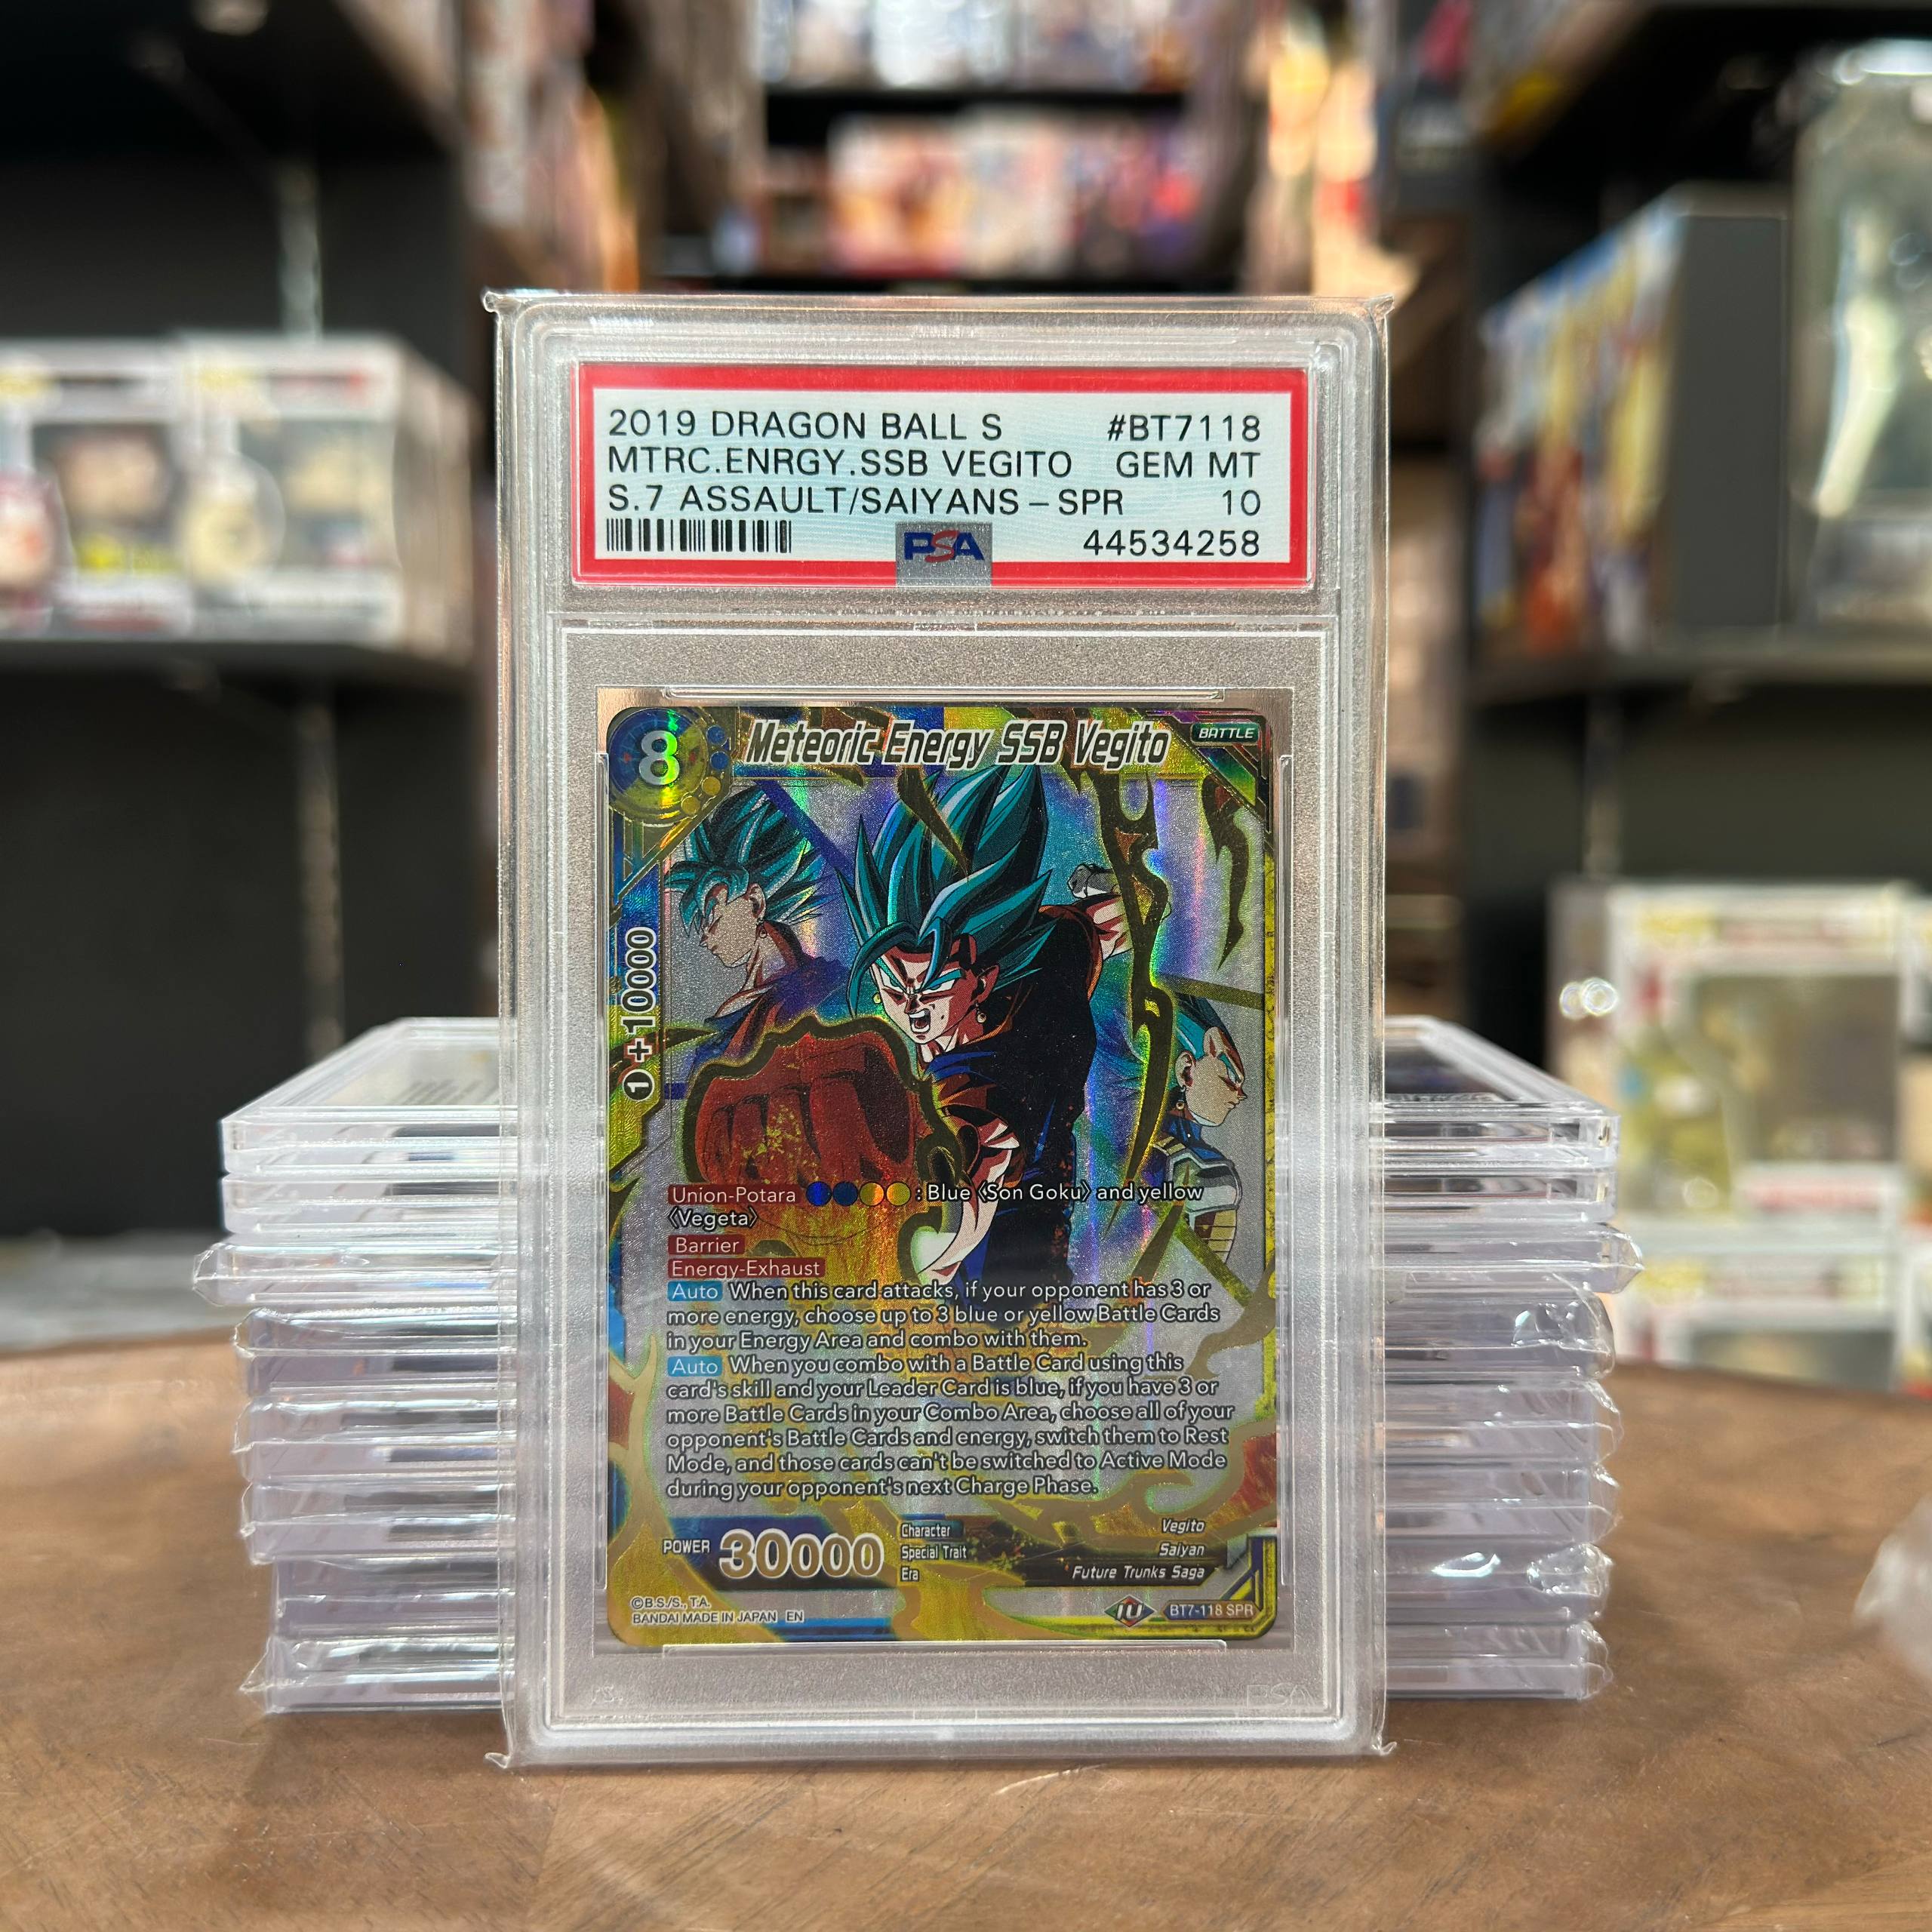 2019 DRAGON BALL S #BT7118
MTRC.ENRGY.SSB VEGITO GEM MT
S.7 ASSAULT/SAIYANS-SPR 10
PSA 44534258
8 Meteoric Energy SSB Vegito BATTLE
1 +10000
Union-Potara : Blue 《Son Goku》 and yellow
《Vegeta》
Barrier
Energy-Exhaust
Auto When this card attacks, if your opponent has 3 or
more energy, choose up to 3 blue or yellow Battle Cards
in your Energy Area and combo with them.
Auto When you combo with a Battle Card using this
card's skill and your Leader Card is blue, if you have 3 or
more Battle Cards in your Combo Area, choose all of your
opponent's Battle Cards and energy, switch them to Rest
Mode, and those cards can't be switched to Active Mode
during your opponent's next Charge Phase.
POWER 30000
Character Vegito
Special Trait Saiyan
Era Future Trunks Saga
©B.S./S., T.A.
BANDAI MADE IN JAPAN EN
IU BT7-118 SPR
PSA